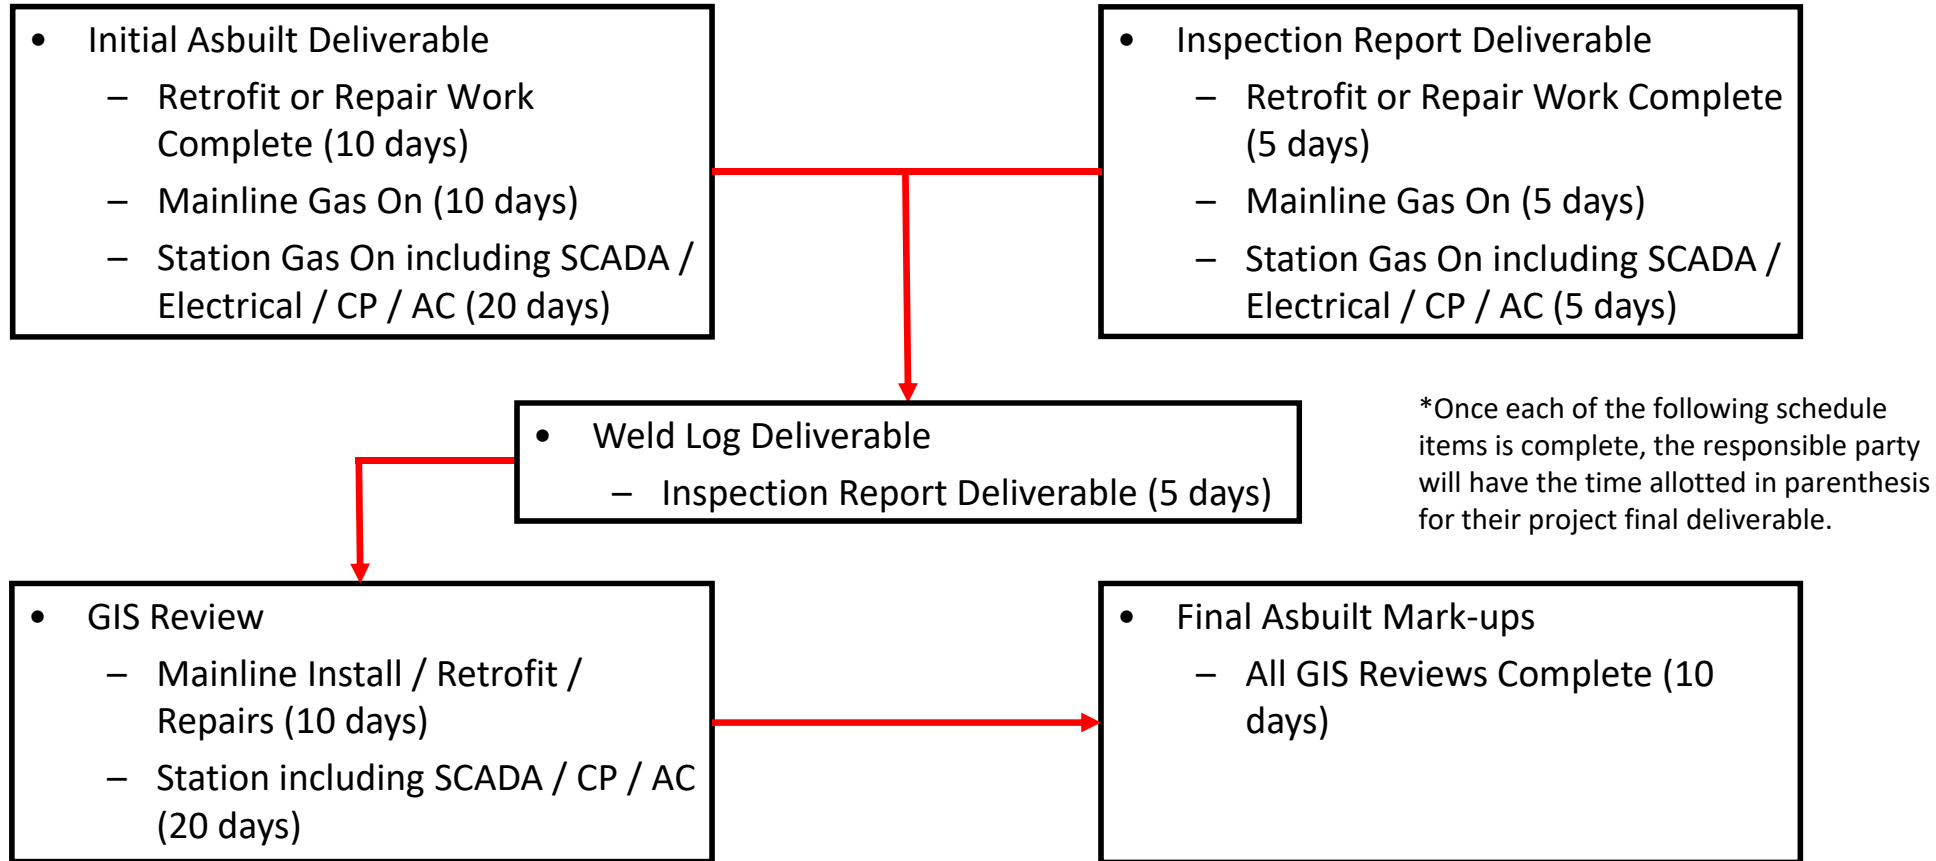 • Initial Asbuilt Deliverable
– Retrofit or Repair Work
Complete (10 days)
– Mainline Gas On (10 days)
– Station Gas On including SCADA /
Electrical / CP / AC (20 days)
• Inspection Report Deliverable
– Retrofit or Repair Work Complete
(5 days)
– Mainline Gas On (5 days)
– Station Gas On including SCADA /
Electrical / CP / AC (5 days)
• Weld Log Deliverable
– Inspection Report Deliverable (5 days)
*Once each of the following schedule
items is complete, the responsible party
will have the time allotted in parenthesis
for their project final deliverable.
• GIS Review
– Mainline Install / Retrofit /
Repairs (10 days)
– Station including SCADA / CP / AC
(20 days)
• Final Asbuilt Mark-ups
– All GIS Reviews Complete (10
days)